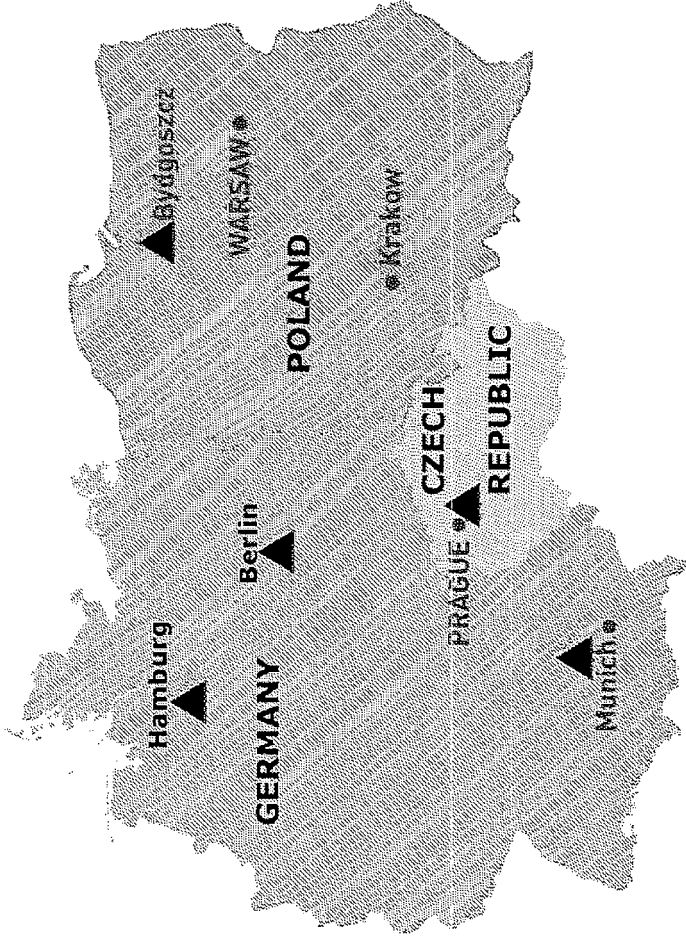 Hamburg
Berlin
Bydgoszcz
WARSAW
GERMANY
POLAND
Krakow
PRAGUE
CZECH
REPUBLIC
Munich